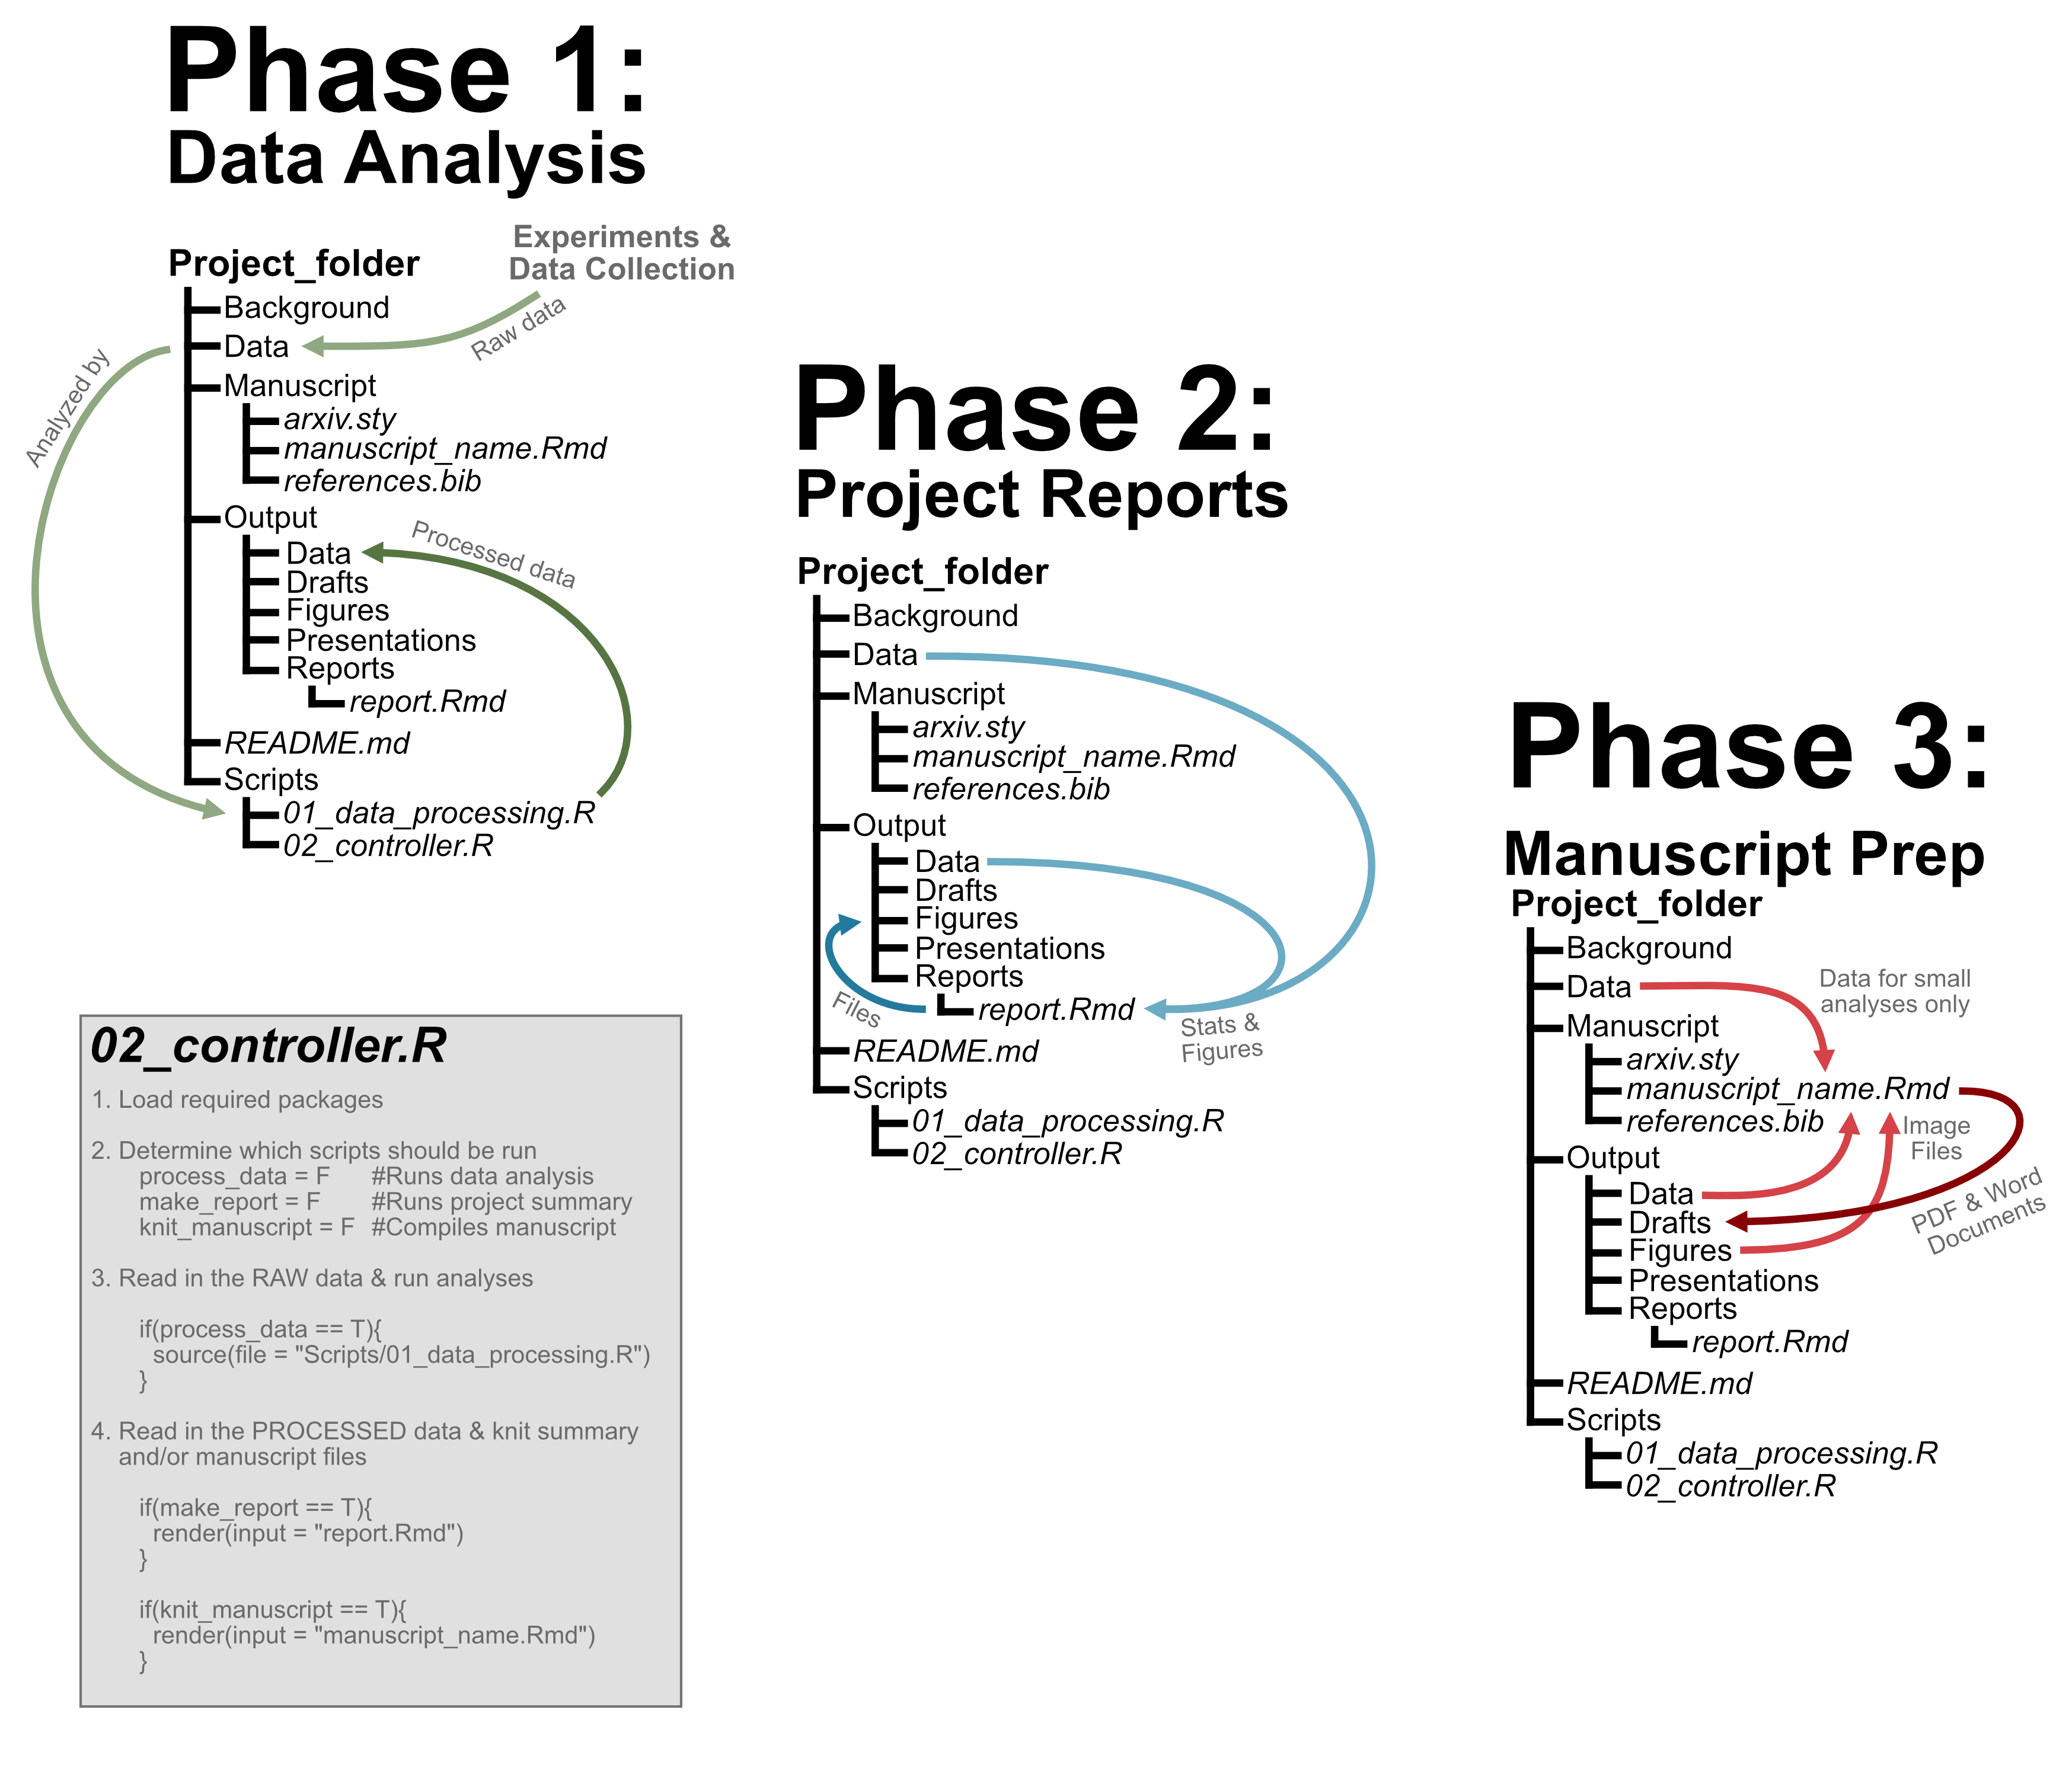 Phase 1:
Data Analysis
Experiments &
Data Collection
Raw data
Analyzed by
Project_folder
Background
Data
Manuscript
arxiv.sty
manuscript_name.Rmd
references.bib
Output
Processed data
Data
Drafts
Figures
Presentations
Reports
report.Rmd
README.md
Scripts
01_data_processing.R
02_controller.R
02_controller.R
1. Load required packages
2. Determine which scripts should be run
process_data = F #Runs data analysis
make_report = F #Runs project summary
knit_manuscript = F #Compiles manuscript
3. Read in the RAW data & run analyses
if(process_data == T){
source(file = "Scripts/01_data_processing.R")
}
4. Read in the PROCESSED data & knit summary
and/or manuscript files
if(make_report == T){
render(input = "report.Rmd")
}
if(knit_manuscript == T){
render(input = "manuscript_name.Rmd")
}
Phase 2:
Project Reports
Project_folder
Background
Data
Manuscript
arxiv.sty
manuscript_name.Rmd
references.bib
Output
Data
Drafts
Figures
Presentations
Reports
report.Rmd
Files
Stats &
Figures
README.md
Scripts
01_data_processing.R
02_controller.R
Phase 3:
Manuscript Prep
Project_folder
Background
Data
Data for small
analyses only
Manuscript
arxiv.sty
manuscript_name.Rmd
references.bib
Image
Files
Output
Data
Drafts
Figures
PDF & Word
Documents
Presentations
Reports
report.Rmd
README.md
Scripts
01_data_processing.R
02_controller.R